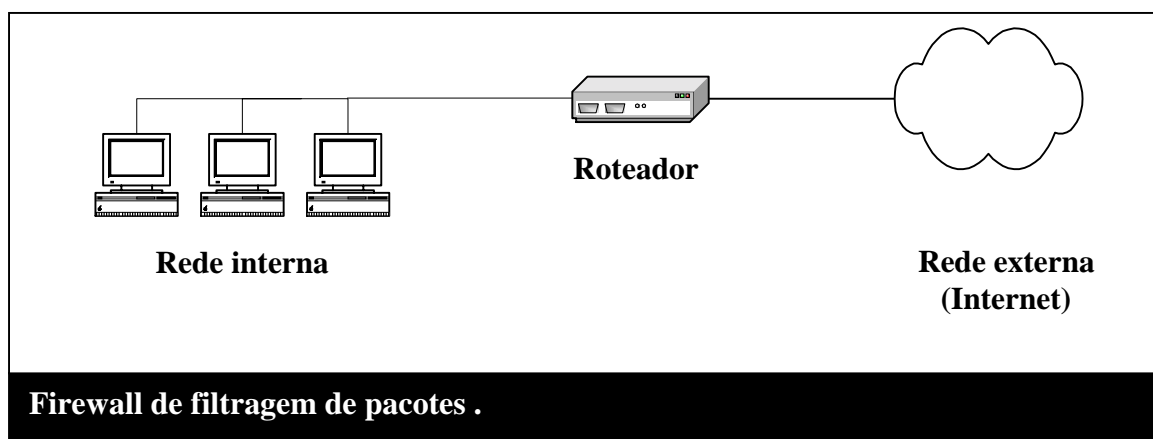 Roteador
Rede interna
Rede externa
(Internet)
Firewall de filtragem de pacotes .